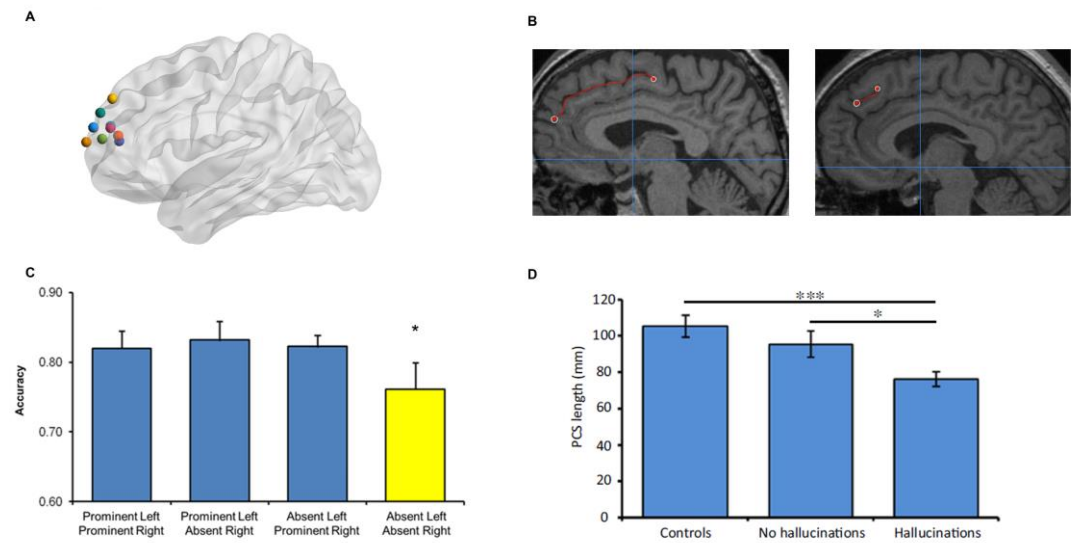 A
B
C
0.90
0.80
0.70
0.60
Accuracy
*
Prominent Left
Prominent Right
Prominent Left
Absent Right
Absent Left
Prominent Right
Absent Left
Absent Right
D
120
100
80
60
40
20
0
PCS length (mm)
***
*
Controls
No hallucinations
Hallucinations